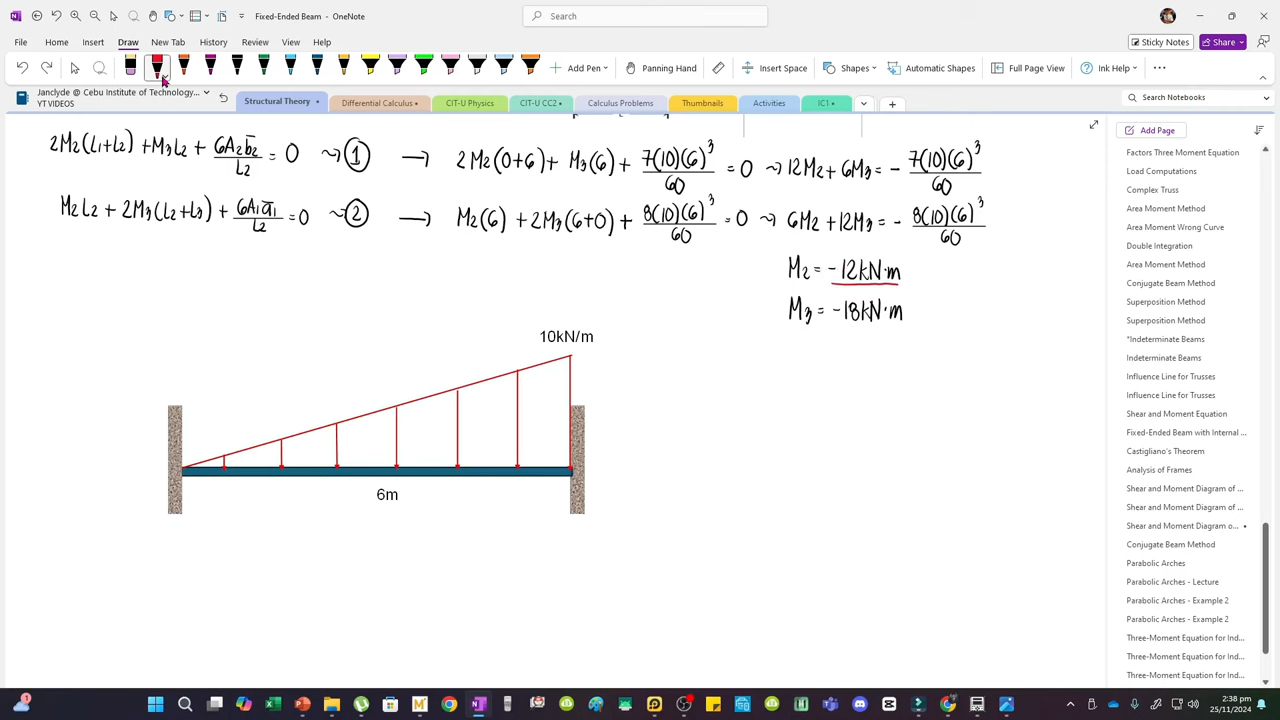 Fixed-Ended Beam - OneNote
Search
File Home Insert Draw New Tab History Review View Help
Sticky Notes Share
Add Pen Panning Hand Insert Space Shapes Automatic Shapes Full Page View Ink Help
Janclyde @ Cebu Institute of Technology...
YT VIDEOS
Structural Theory Differential Calculus CIT-U Physics CIT-U CC2 Calculus Problems Thumbnails Activities IC1
Search Notebooks
Add Page
2M₂(L₁+L₂) + M₃L₂ + 6A₂b̄₂/L₂ = 0 ⤳ ① → 2M₂(0+6) + M₃(6) + 7(10)(6)³/60 = 0 ⤳ 12M₂ + 6M₃ = - 7(10)(6)³/60
M₂L₂ + 2M₃(L₂+L₃) + 6A₁ā₁/L₂ = 0 ⤳ ② → M₂(6) + 2M₃(6+0) + 8(10)(6)³/60 = 0 ⤳ 6M₂ + 12M₃ = - 8(10)(6)³/60
M₂ = -12kN·m
M₃ = -18kN·m
10kN/m
6m
Factors Three Moment Equation
Load Computations
Complex Truss
Area Moment Method
Area Moment Wrong Curve
Double Integration
Area Moment Method
Conjugate Beam Method
Superposition Method
Superposition Method
*Indeterminate Beams
Indeterminate Beams
Influence Line for Trusses
Influence Line for Trusses
Shear and Moment Equation
Fixed-Ended Beam with Internal ...
Castigliano's Theorem
Analysis of Frames
Shear and Moment Diagram of ...
Shear and Moment Diagram of ...
Shear and Moment Diagram o...
Conjugate Beam Method
Parabolic Arches
Parabolic Arches - Lecture
Parabolic Arches - Example 2
Parabolic Arches - Example 2
Three-Moment Equation for Ind...
Three-Moment Equation for Ind...
Three-Moment Equation for Ind...
1
2:38 pm
25/11/2024